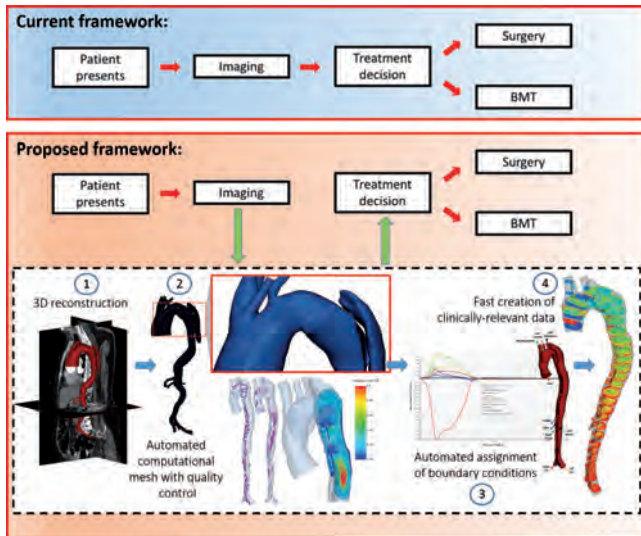 Current framework:
Patient
presents
Imaging
Treatment
decision
Surgery
BMT
Proposed framework:
Patient
presents
Imaging
Treatment
decision
Surgery
BMT
1
3D reconstruction
2
Automated
computational
mesh with quality
control
4
Fast creation of
clinically-relevant data
Automated assignment
of boundary conditions
3